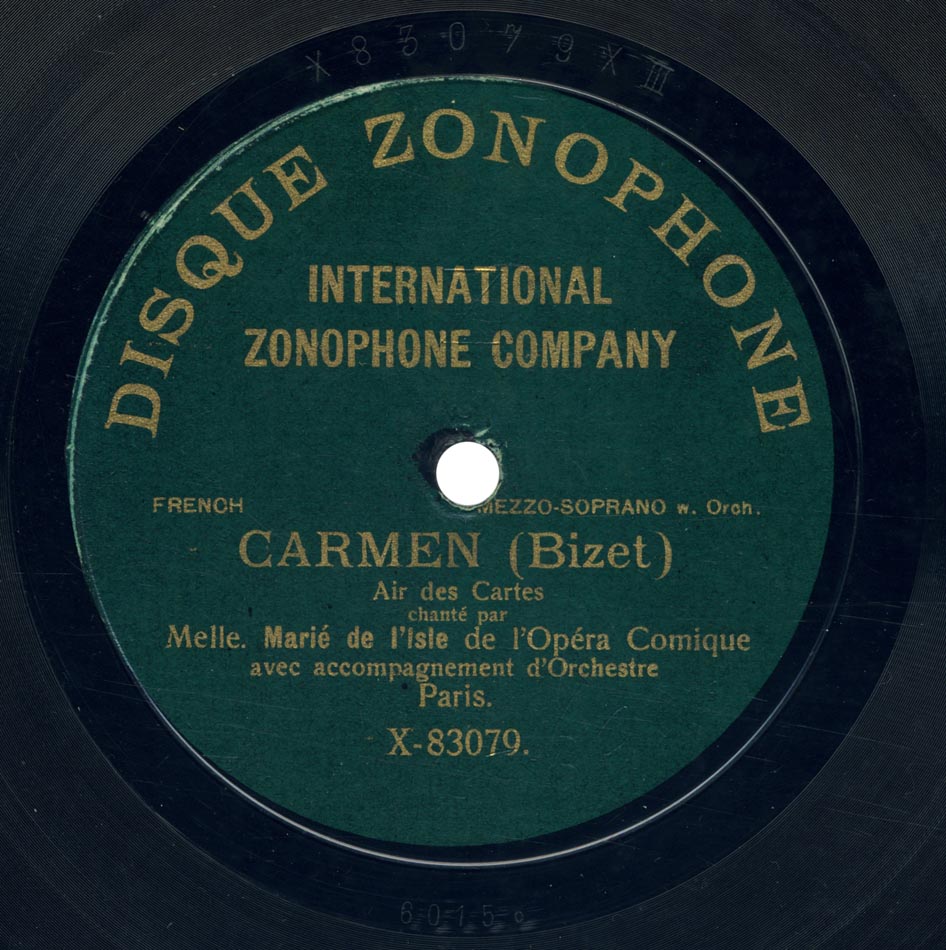 X 83079 X III
DISQUE ZONOPHONE
INTERNATIONAL
ZONOPHONE COMPANY
FRENCH
MEZZO-SOPRANO w. Orch.
CARMEN (Bizet)
Air des Cartes
chanté par
Melle. Marié de l'Isle de l'Opéra Comique
avec accompagnement d'Orchestre
Paris.
X-83079.
6015o